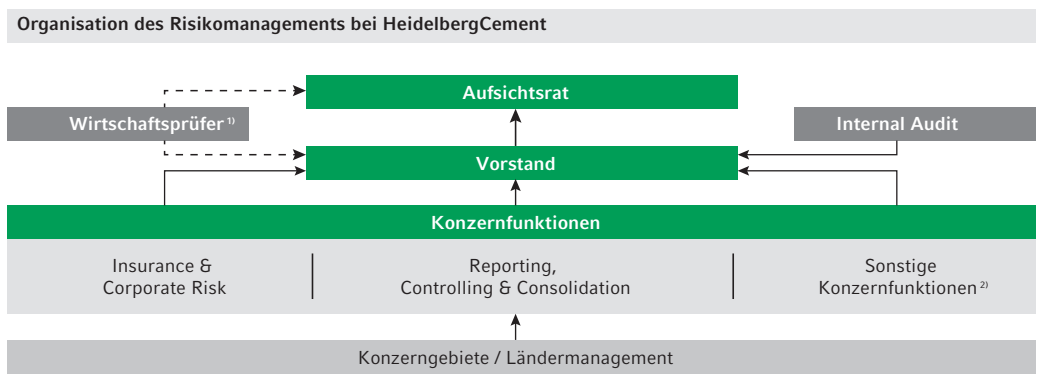 Organisation des Risikomanagements bei HeidelbergCement
Aufsichtsrat
Wirtschaftsprüfer 1)
Internal Audit
Vorstand
Konzernfunktionen
Insurance &
Corporate Risk
Reporting,
Controlling & Consolidation
Sonstige
Konzernfunktionen 2)
Konzerngebiete / Ländermanagement